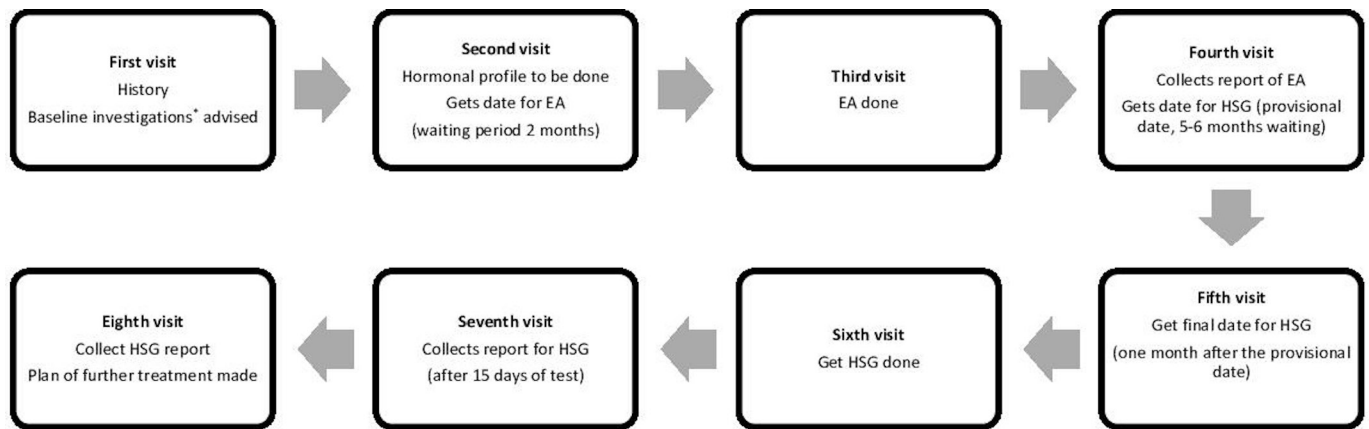 First visit
History
Baseline investigations* advised
Second visit
Hormonal profile to be done
Gets date for EA
(waiting period 2 months)
Third visit
EA done
Fourth visit
Collects report of EA
Gets date for HSG (provisional
date, 5-6 months waiting)
Fifth visit
Get final date for HSG
(one month after the provisional
date)
Sixth visit
Get HSG done
Seventh visit
Collects report for HSG
(after 15 days of test)
Eighth visit
Collect HSG report
Plan of further treatment made